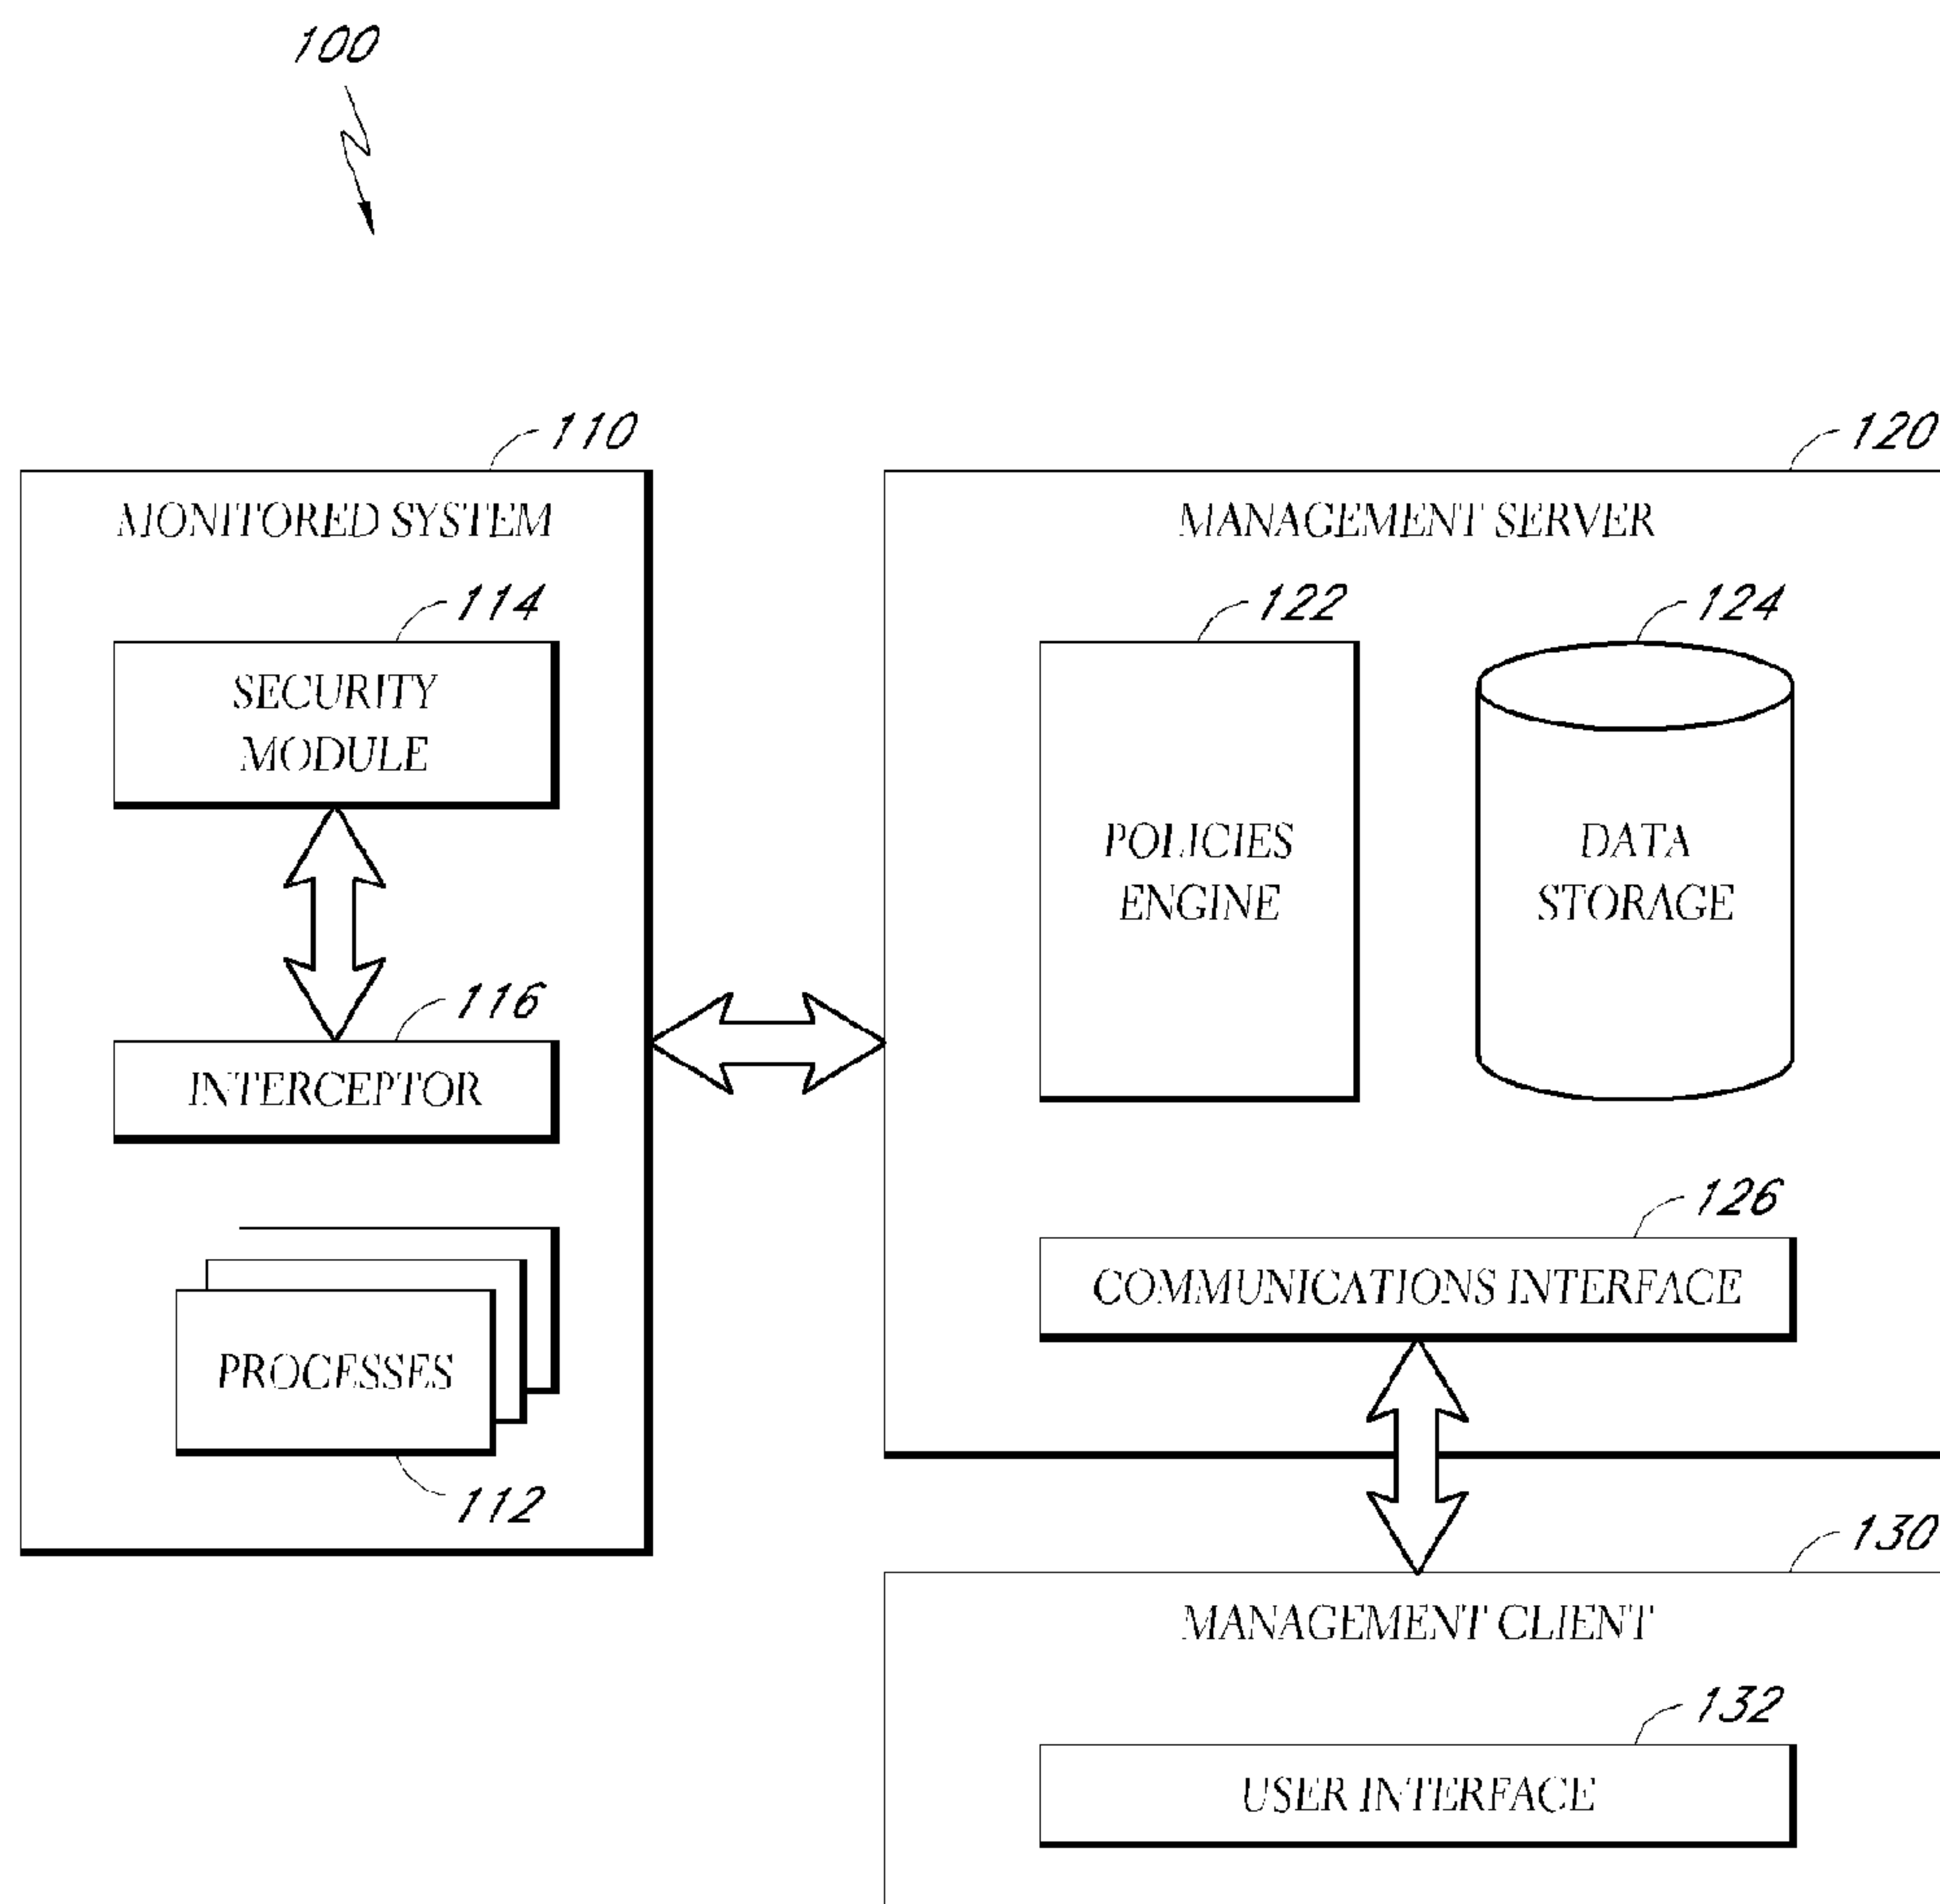 100
110
MONITORED SYSTEM
114
SECURITY
MODULE
116
INTERCEPTOR
PROCESSES
112
120
MANAGEMENT SERVER
122
POLICIES
ENGINE
124
DATA
STORAGE
126
COMMUNICATIONS INTERFACE
130
MANAGEMENT CLIENT
132
USER INTERFACE